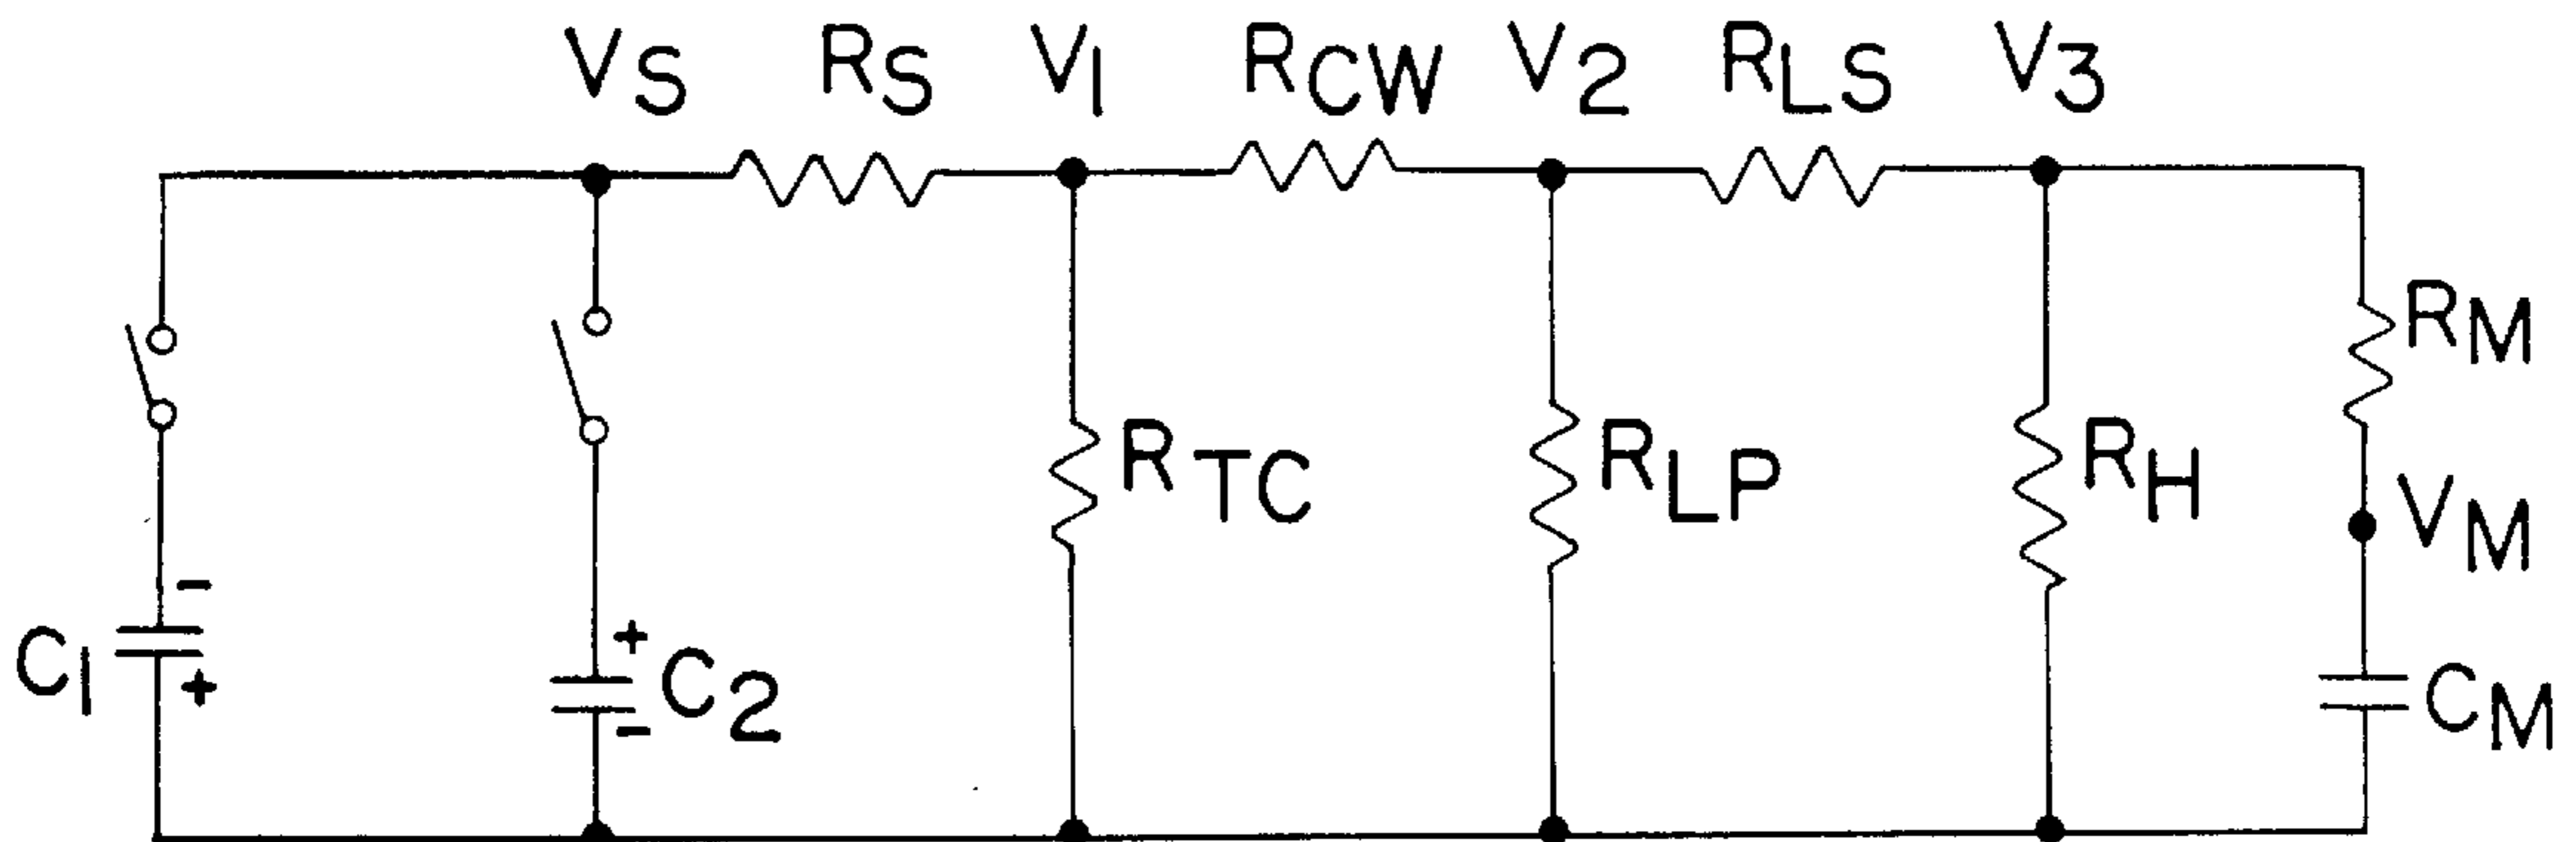 VS RS V1 RCW V2 RLS V3
RM
RTC RLP RH
VM
-
+ C2
C1 + - CM